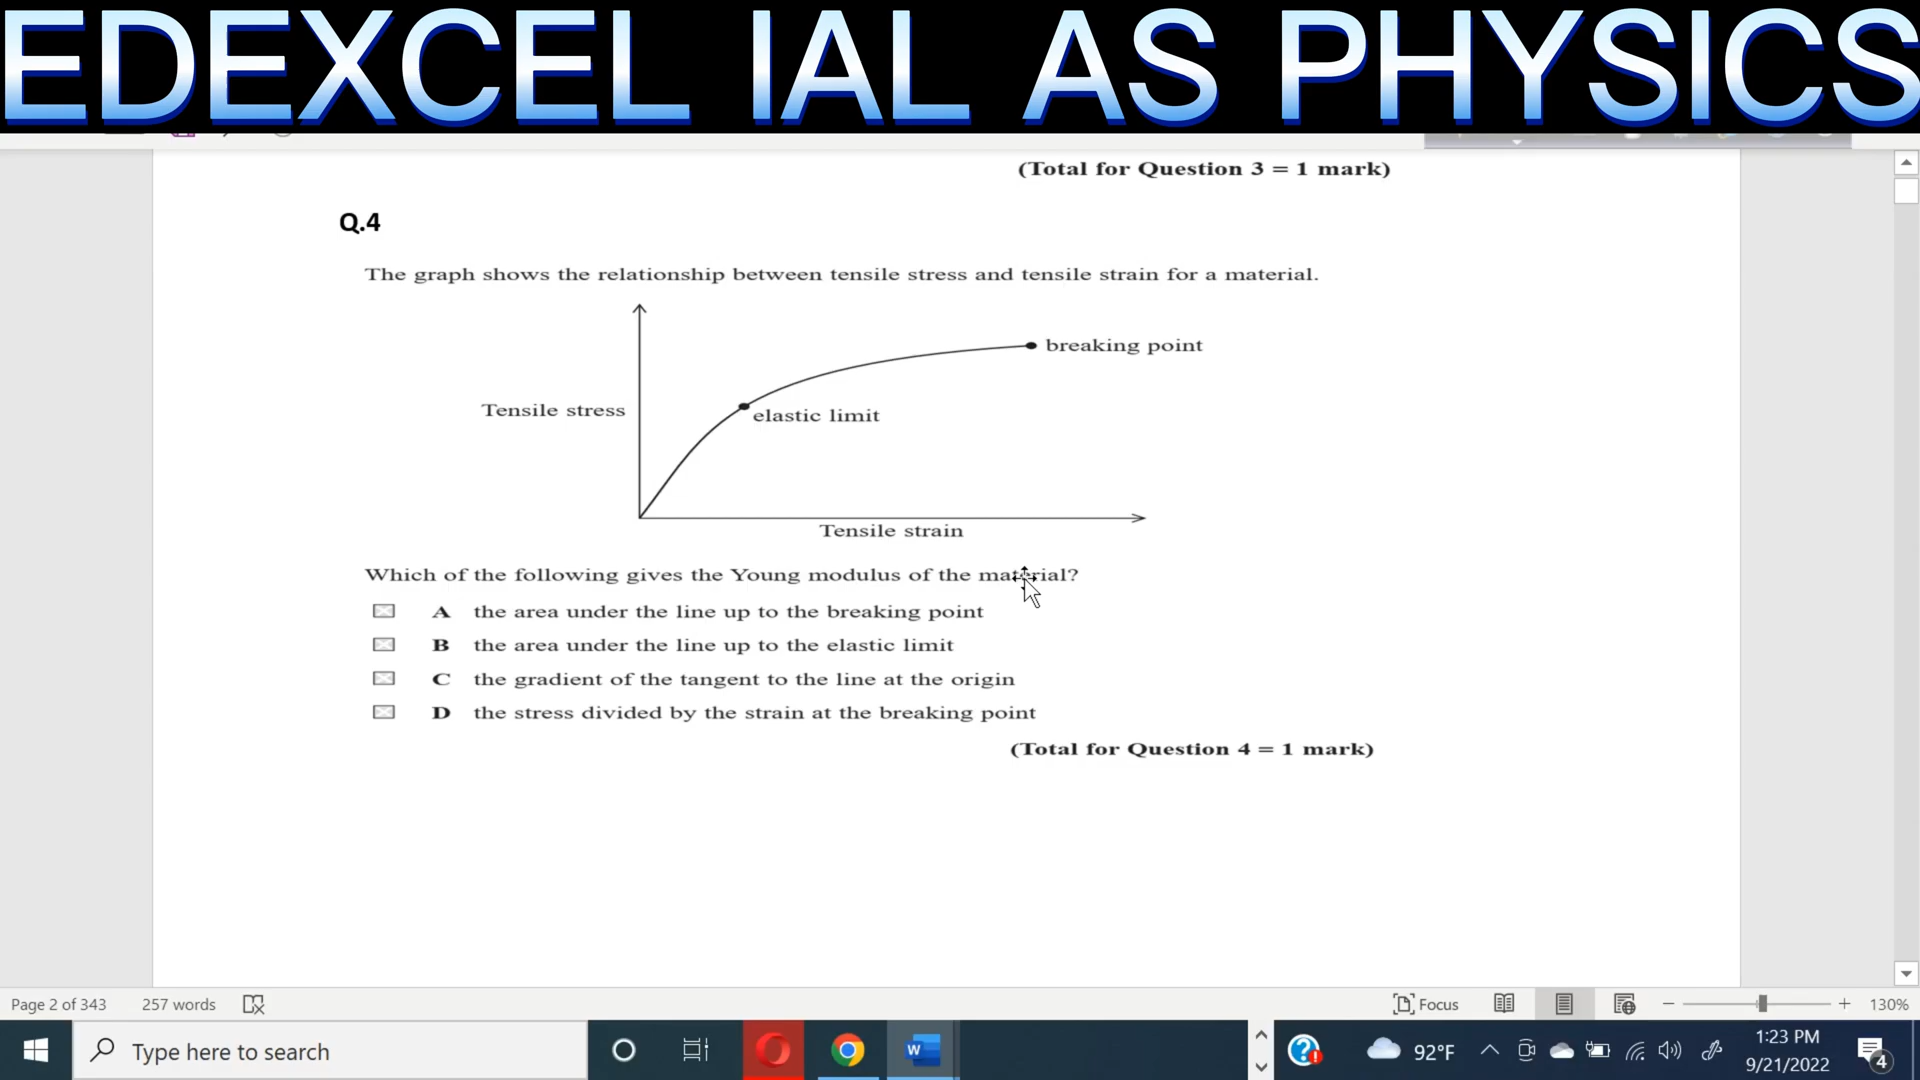 EDEXCEL IAL AS PHYSICS
(Total for Question 3 = 1 mark)
Q.4
The graph shows the relationship between tensile stress and tensile strain for a material.
breaking point
Tensile stress
elastic limit
Tensile strain
Which of the following gives the Young modulus of the material?
A the area under the line up to the breaking point
B the area under the line up to the elastic limit
C the gradient of the tangent to the line at the origin
D the stress divided by the strain at the breaking point
(Total for Question 4 = 1 mark)
Page 2 of 343 257 words Focus 130%
Type here to search
W
92°F
1:23 PM
9/21/2022
4